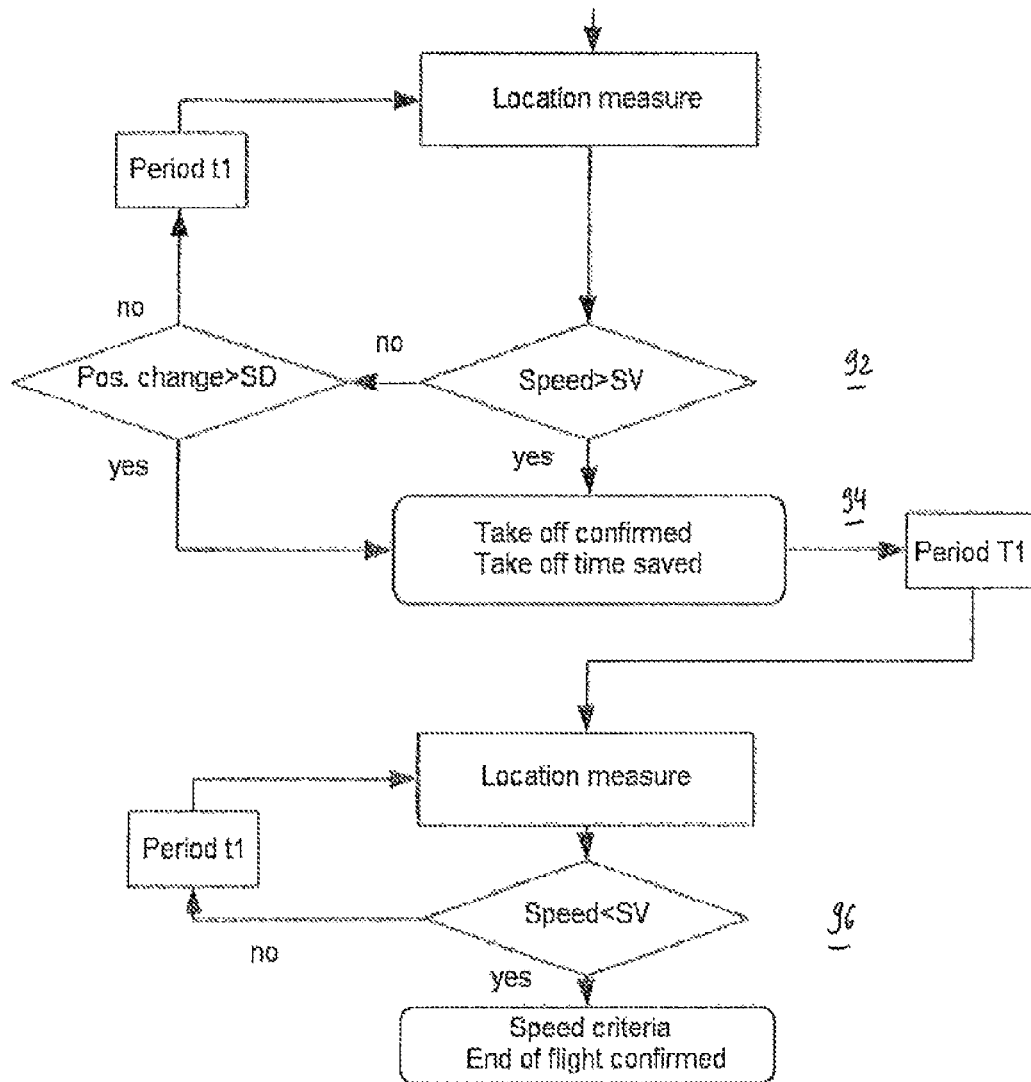 Location measure
Period t1
no
no
Pos. change>SD
Speed>SV
92
yes
yes
Take off confirmed
Take off time saved
94
Period T1
Location measure
Period t1
Speed<SV
96
no
yes
Speed criteria
End of flight confirmed